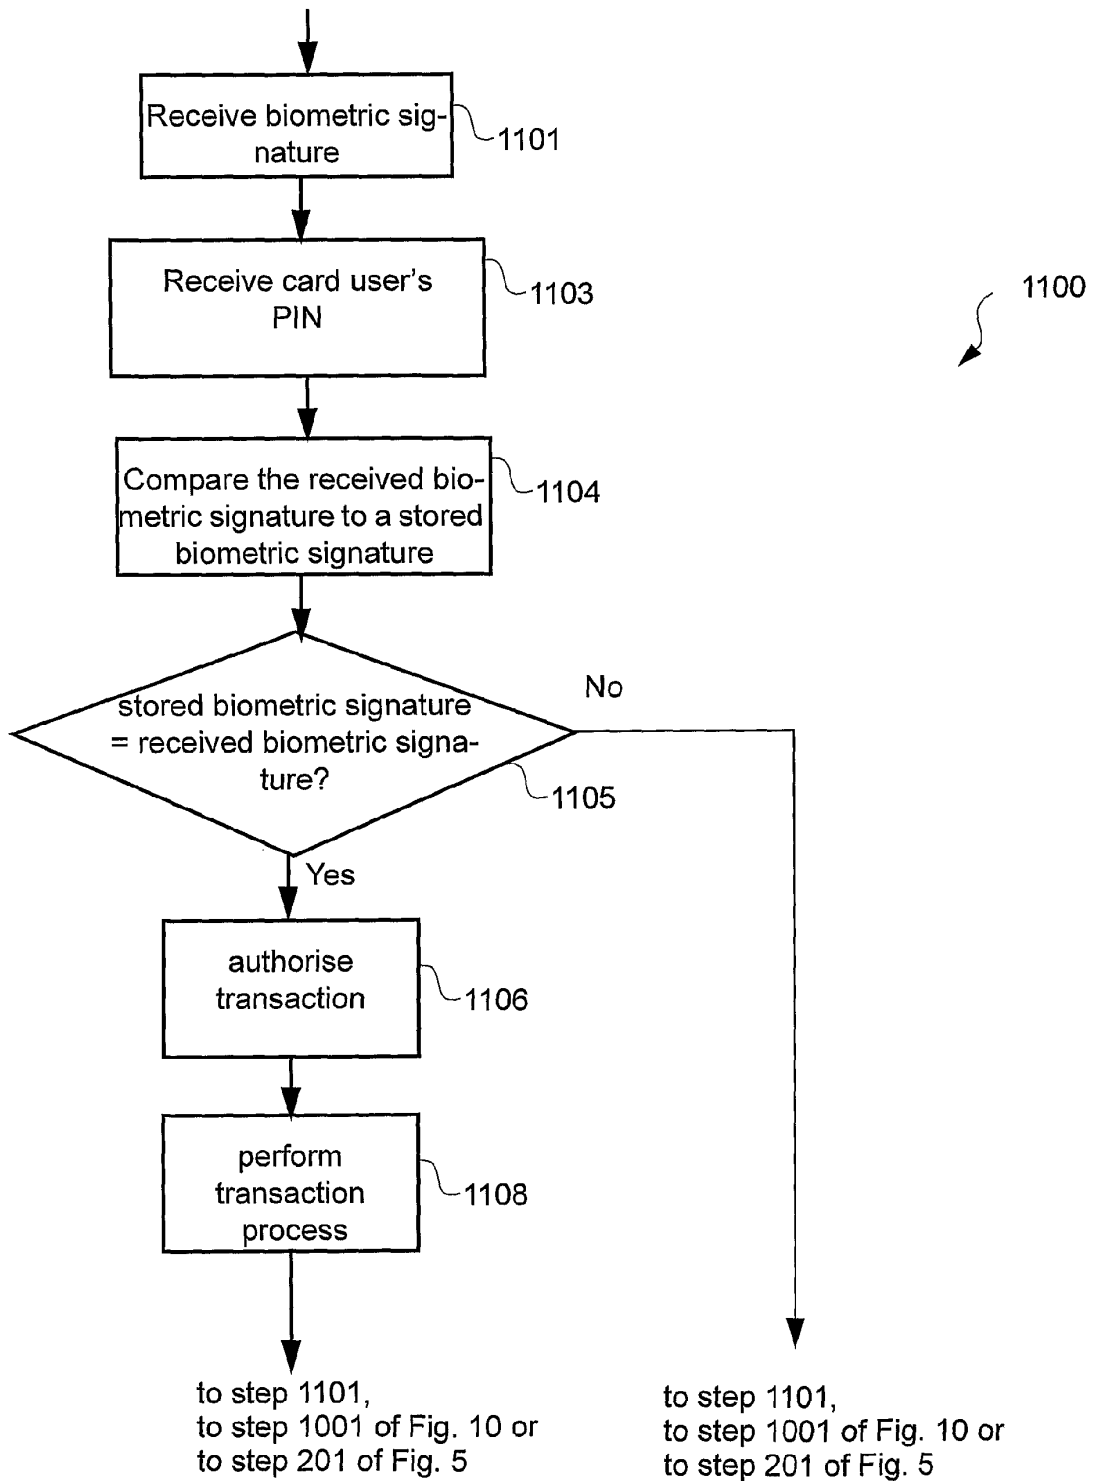 Receive biometric sig-
nature
1101
Receive card user's
PIN
1103
1100
Compare the received bio-
metric signature to a stored
biometric signature
1104
No
stored biometric signature
= received biometric signa-
ture?
1105
Yes
authorise
transaction
1106
perform
transaction
process
1108
to step 1101,
to step 1001 of Fig. 10 or
to step 201 of Fig. 5
to step 1101,
to step 1001 of Fig. 10 or
to step 201 of Fig. 5